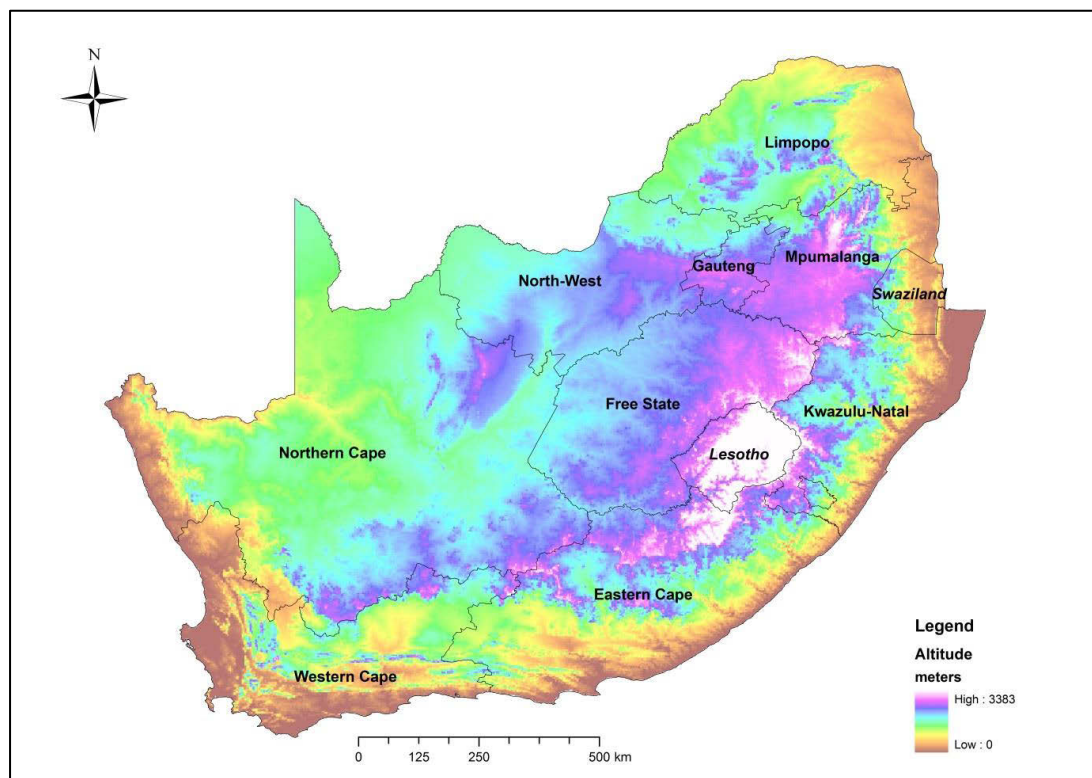 N
Limpopo
Gauteng
Mpumalanga
North-West
Swaziland
Free State
Kwazulu-Natal
Northern Cape
Lesotho
Eastern Cape
Western Cape
Legend
Altitude
meters
High : 3383
Low : 0
0 125 250 500 km